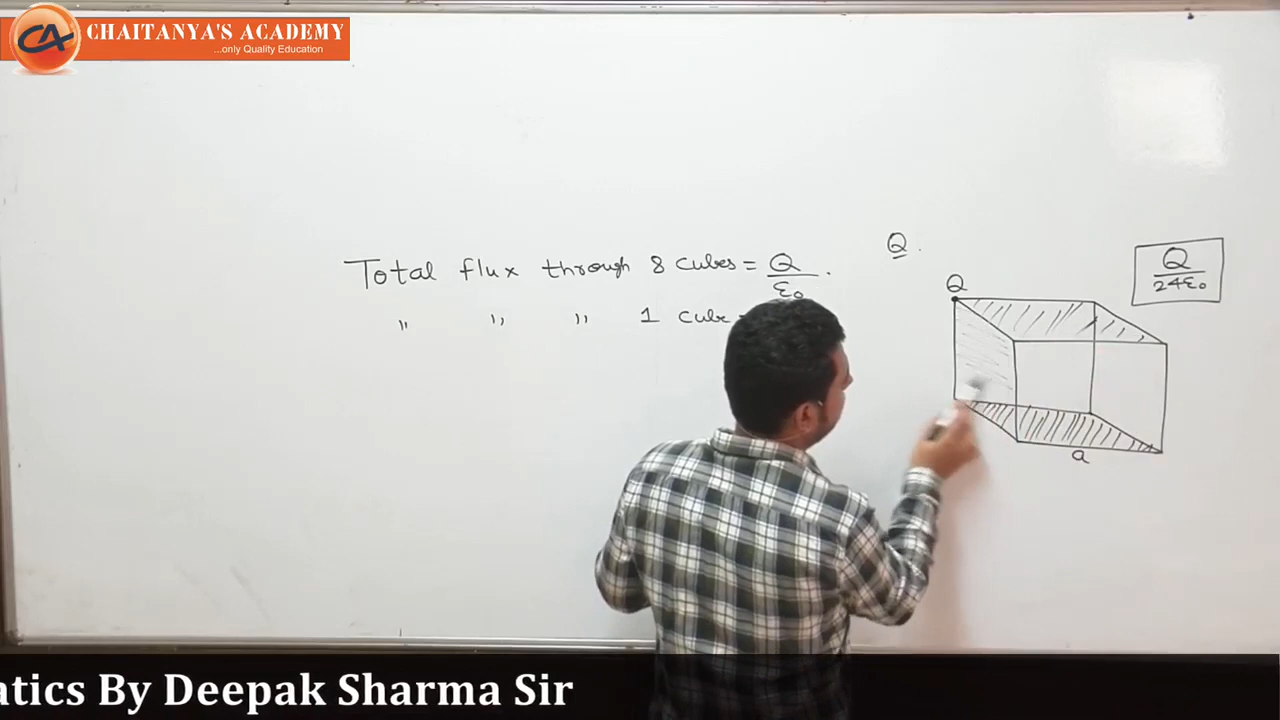 CA CHAITANYA'S ACADEMY
...only Quality Education
Total flux through 8 cubes = Q/ε₀.
" " " 1 cube
Q.
Q/24ε₀
Q
a
atics By Deepak Sharma Sir